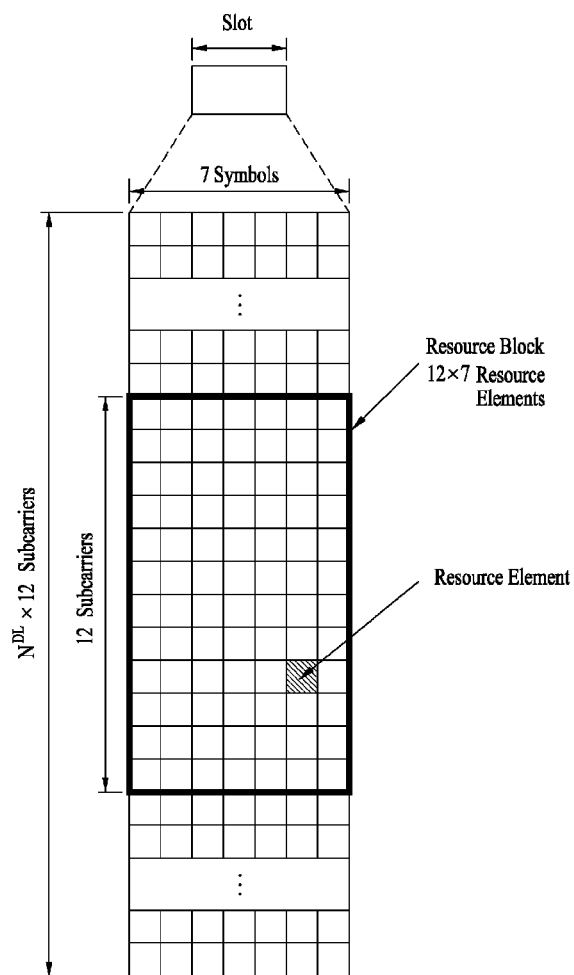 Slot
7 Symbols
Resource Block
12×7 Resource
Elements
Resource Element
12 Subcarriers
N^DL × 12 Subcarriers